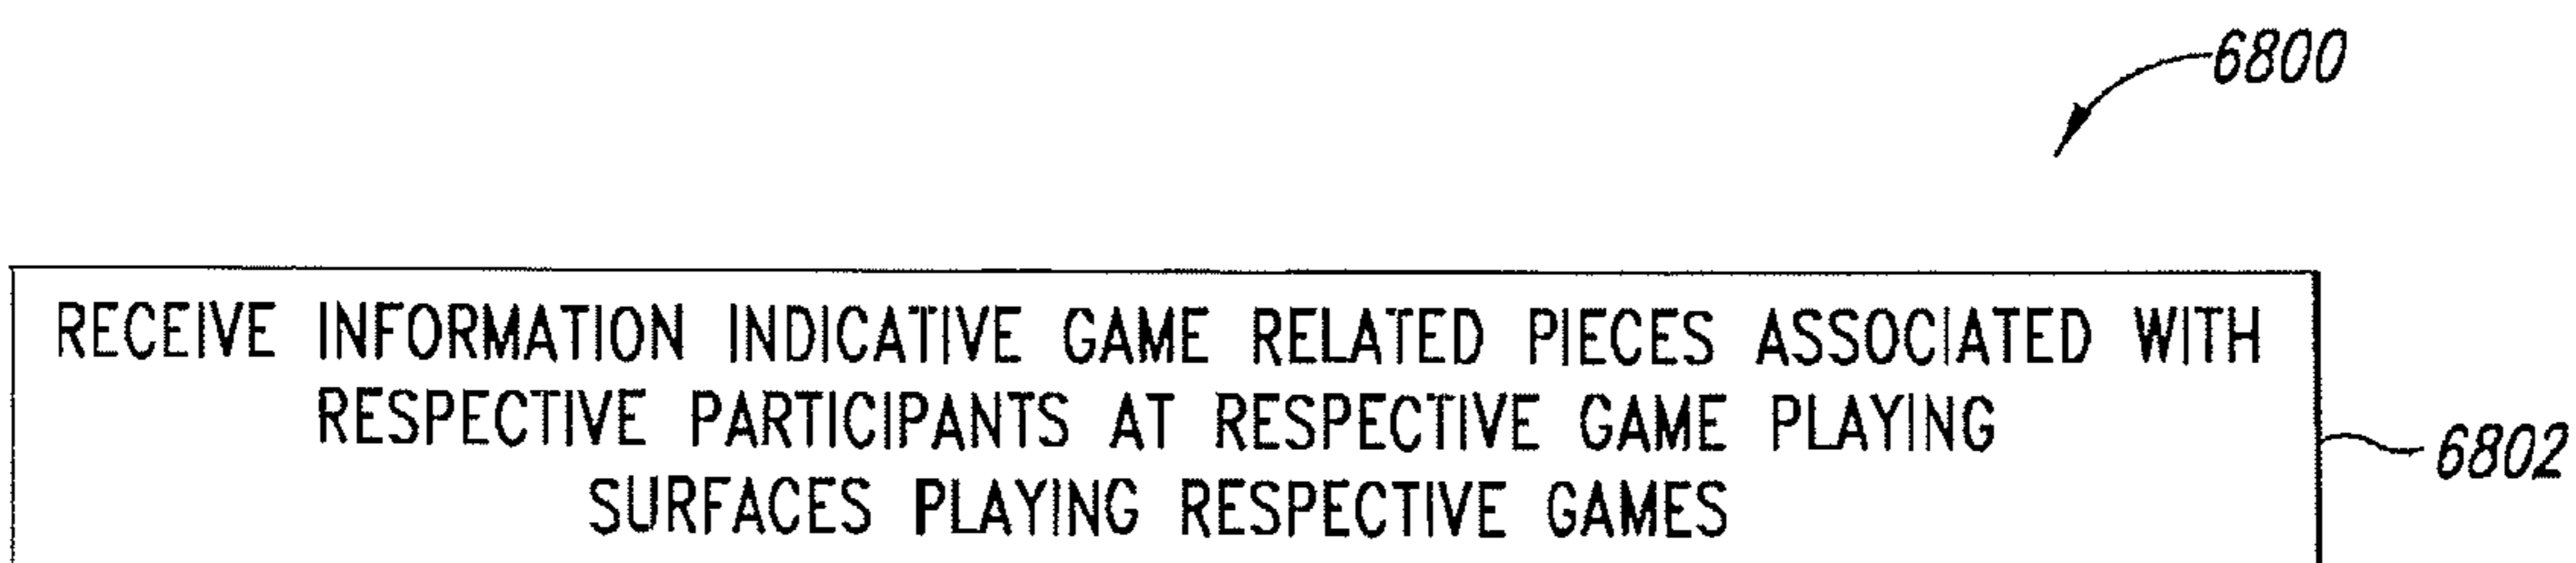 6800
RECEIVE INFORMATION INDICATIVE GAME RELATED PIECES ASSOCIATED WITH
RESPECTIVE PARTICIPANTS AT RESPECTIVE GAME PLAYING
SURFACES PLAYING RESPECTIVE GAMES
6802